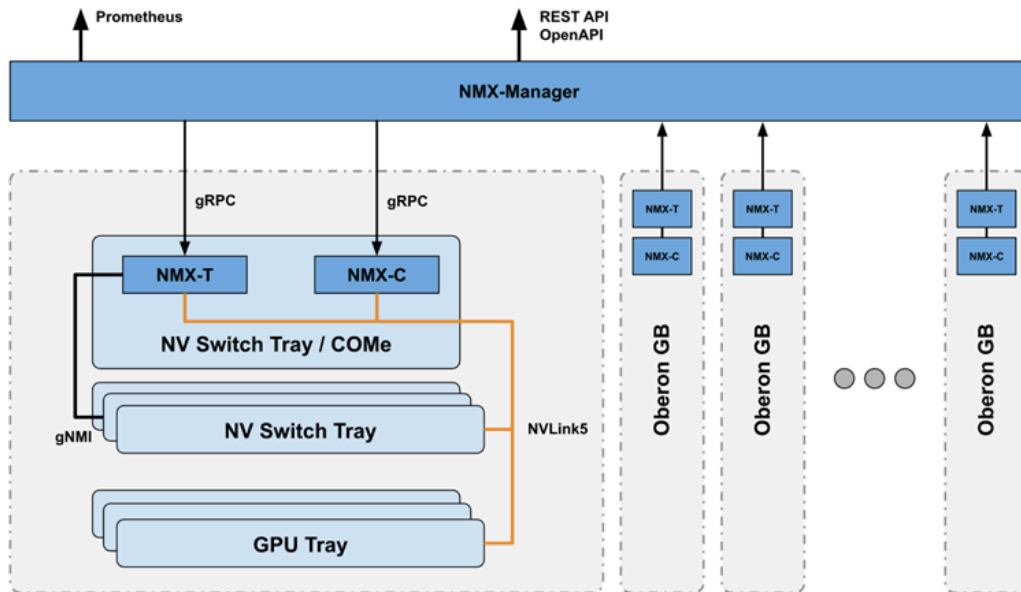 Prometheus
REST API
OpenAPI
NMX-Manager
gRPC
gRPC
NMX-T
NMX-C
NV Switch Tray / COMe
gNMI
NV Switch Tray
NVLink5
GPU Tray
NMX-T
NMX-C
Oberon GB
NMX-T
NMX-C
Oberon GB
NMX-T
NMX-C
Oberon GB